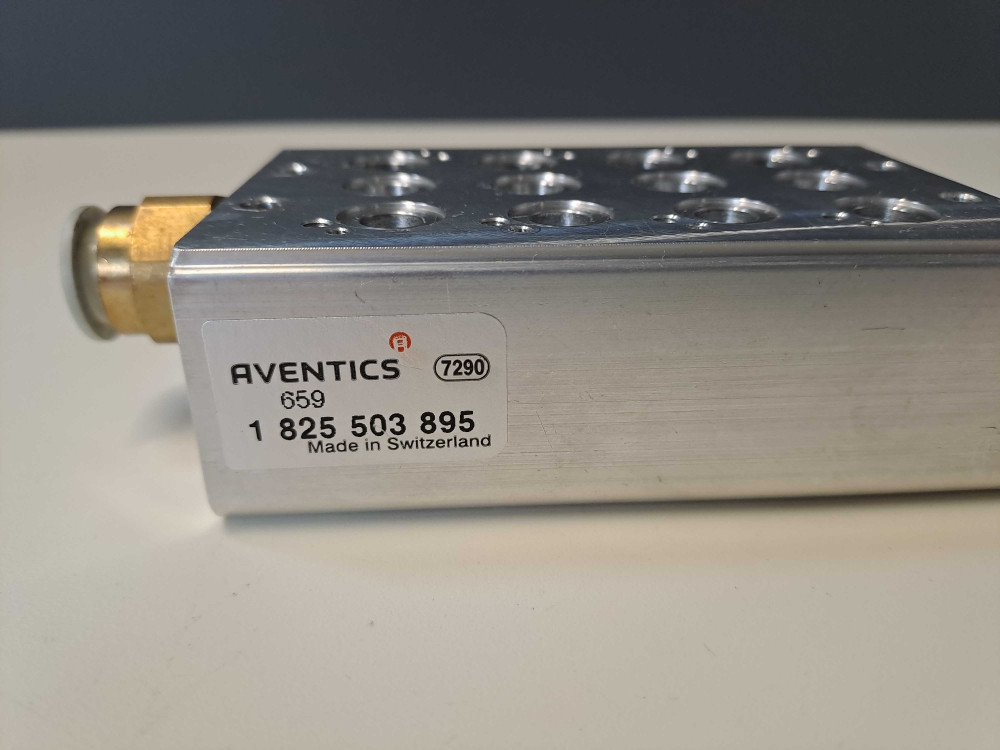 AVENTICS 7290
659
1 825 503 895
Made in Switzerland